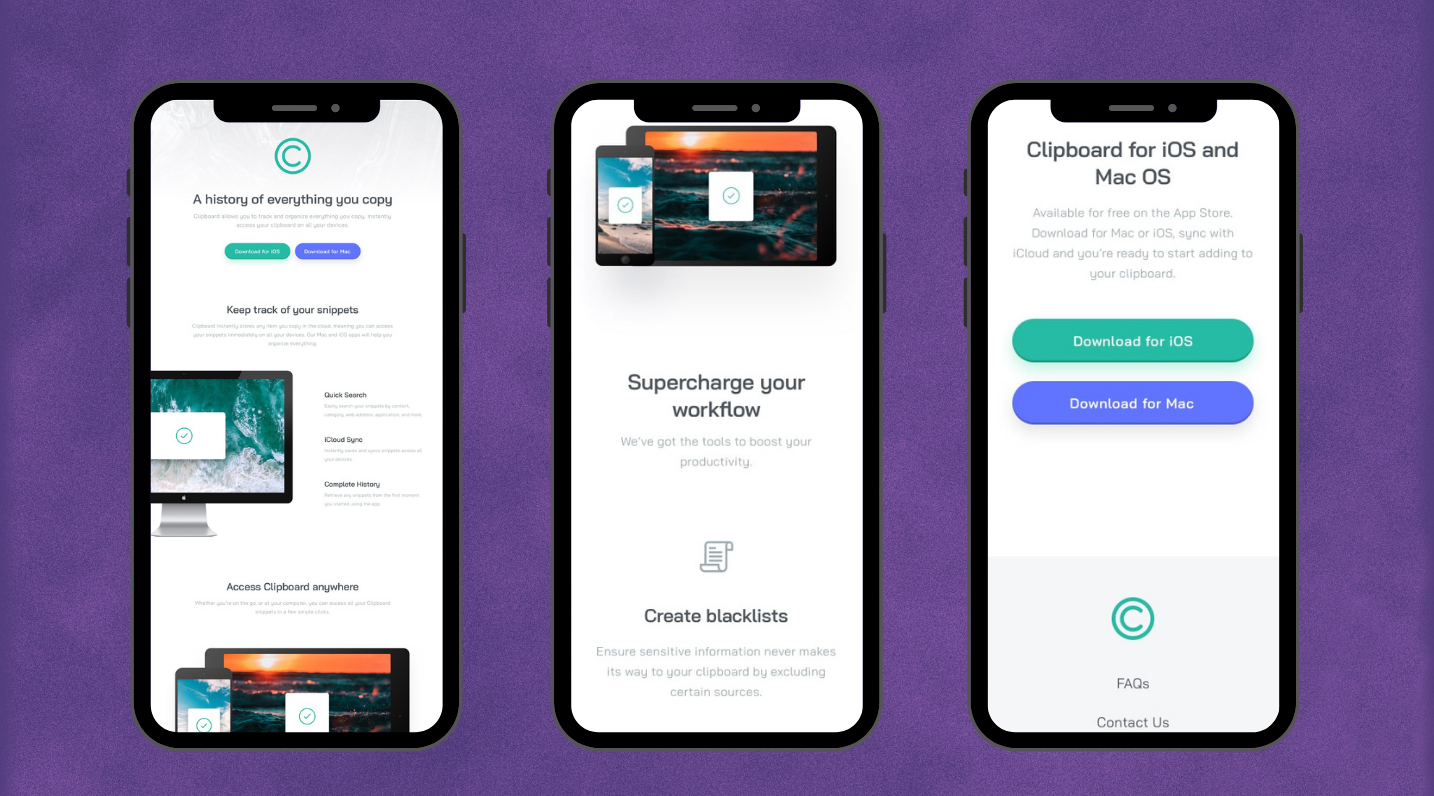 A history of everything you copy
Clipboard allows you to track and organize everything you copy. Instantly
access your clipboard on all your devices.
Download for iOS
Download for Mac
Keep track of your snippets
Clipboard instantly stores any item you copy in the cloud, meaning you can access
your snippets immediately on all your devices. Our Mac and iOS apps will help you
organize everything.
Quick Search
Easily search your snippets by content,
category, web address, application, and more.
iCloud Sync
Instantly saves and syncs snippets across all
your devices.
Complete History
Retrieve any snippets from the first moment
you started using the app.
Access Clipboard anywhere
Whether you're on the go, or at your computer, you can access all your Clipboard
snippets in a few simple clicks.
Supercharge your
workflow
We've got the tools to boost your
productivity.
Create blacklists
Ensure sensitive information never makes
its way to your clipboard by excluding
certain sources.
Clipboard for iOS and
Mac OS
Available for free on the App Store.
Download for Mac or iOS, sync with
iCloud and you're ready to start adding to
your clipboard.
Download for iOS
Download for Mac
FAQs
Contact Us